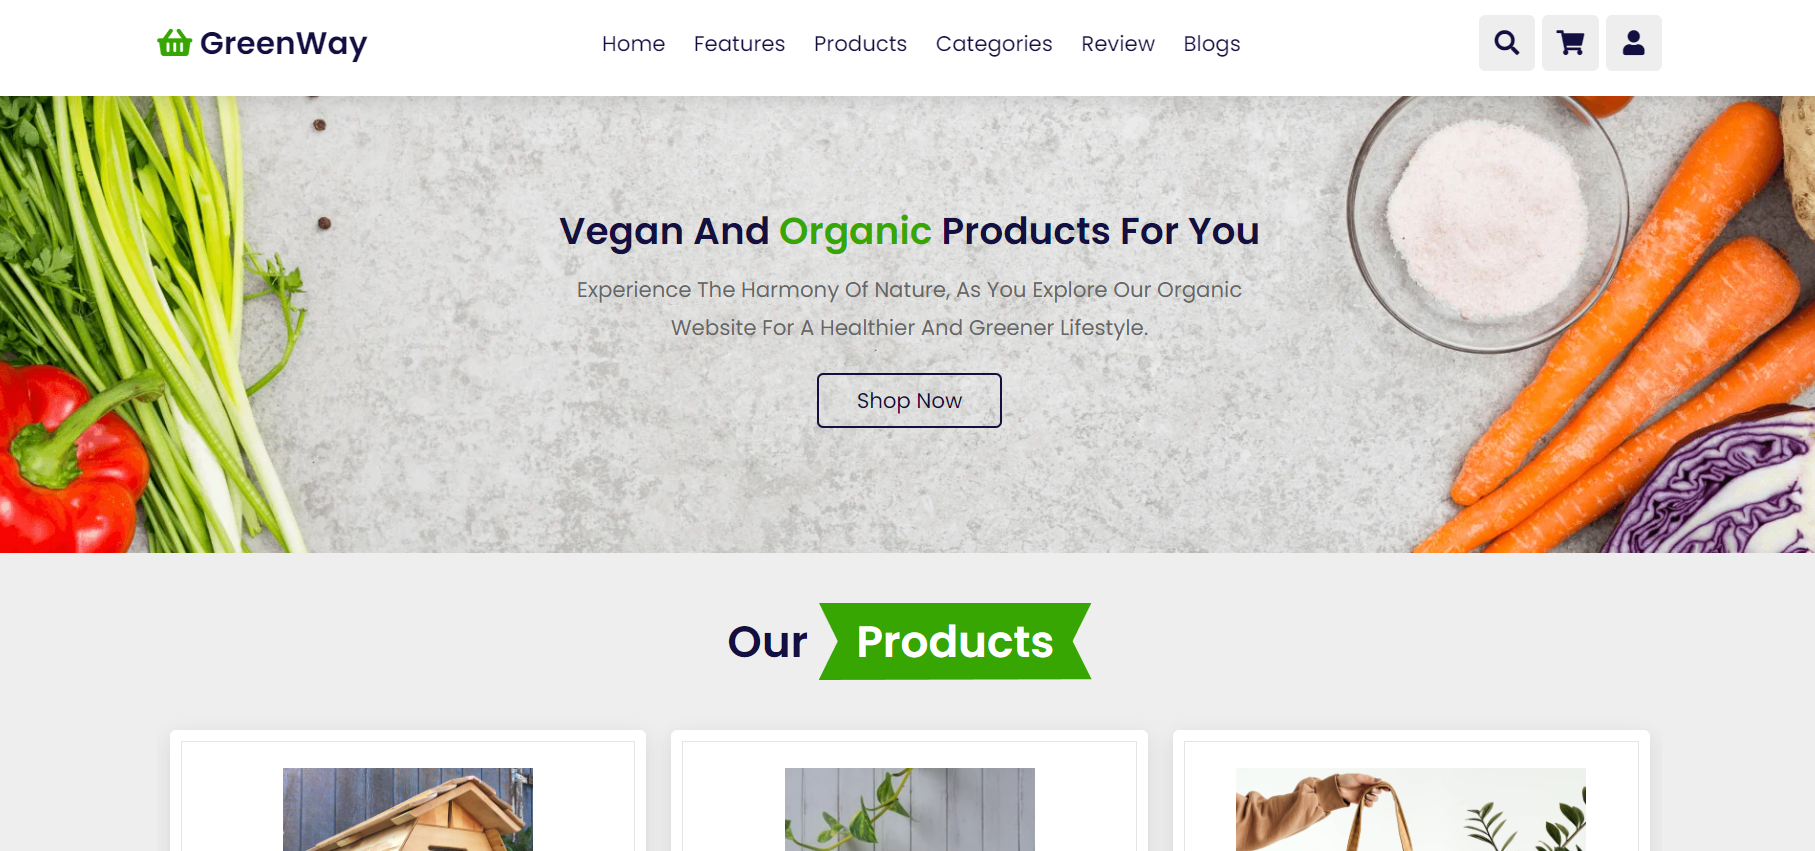 GreenWay
Home Features Products Categories Review Blogs
Vegan And Organic Products For You
Experience The Harmony Of Nature, As You Explore Our Organic
Website For A Healthier And Greener Lifestyle.
Shop Now
Our Products